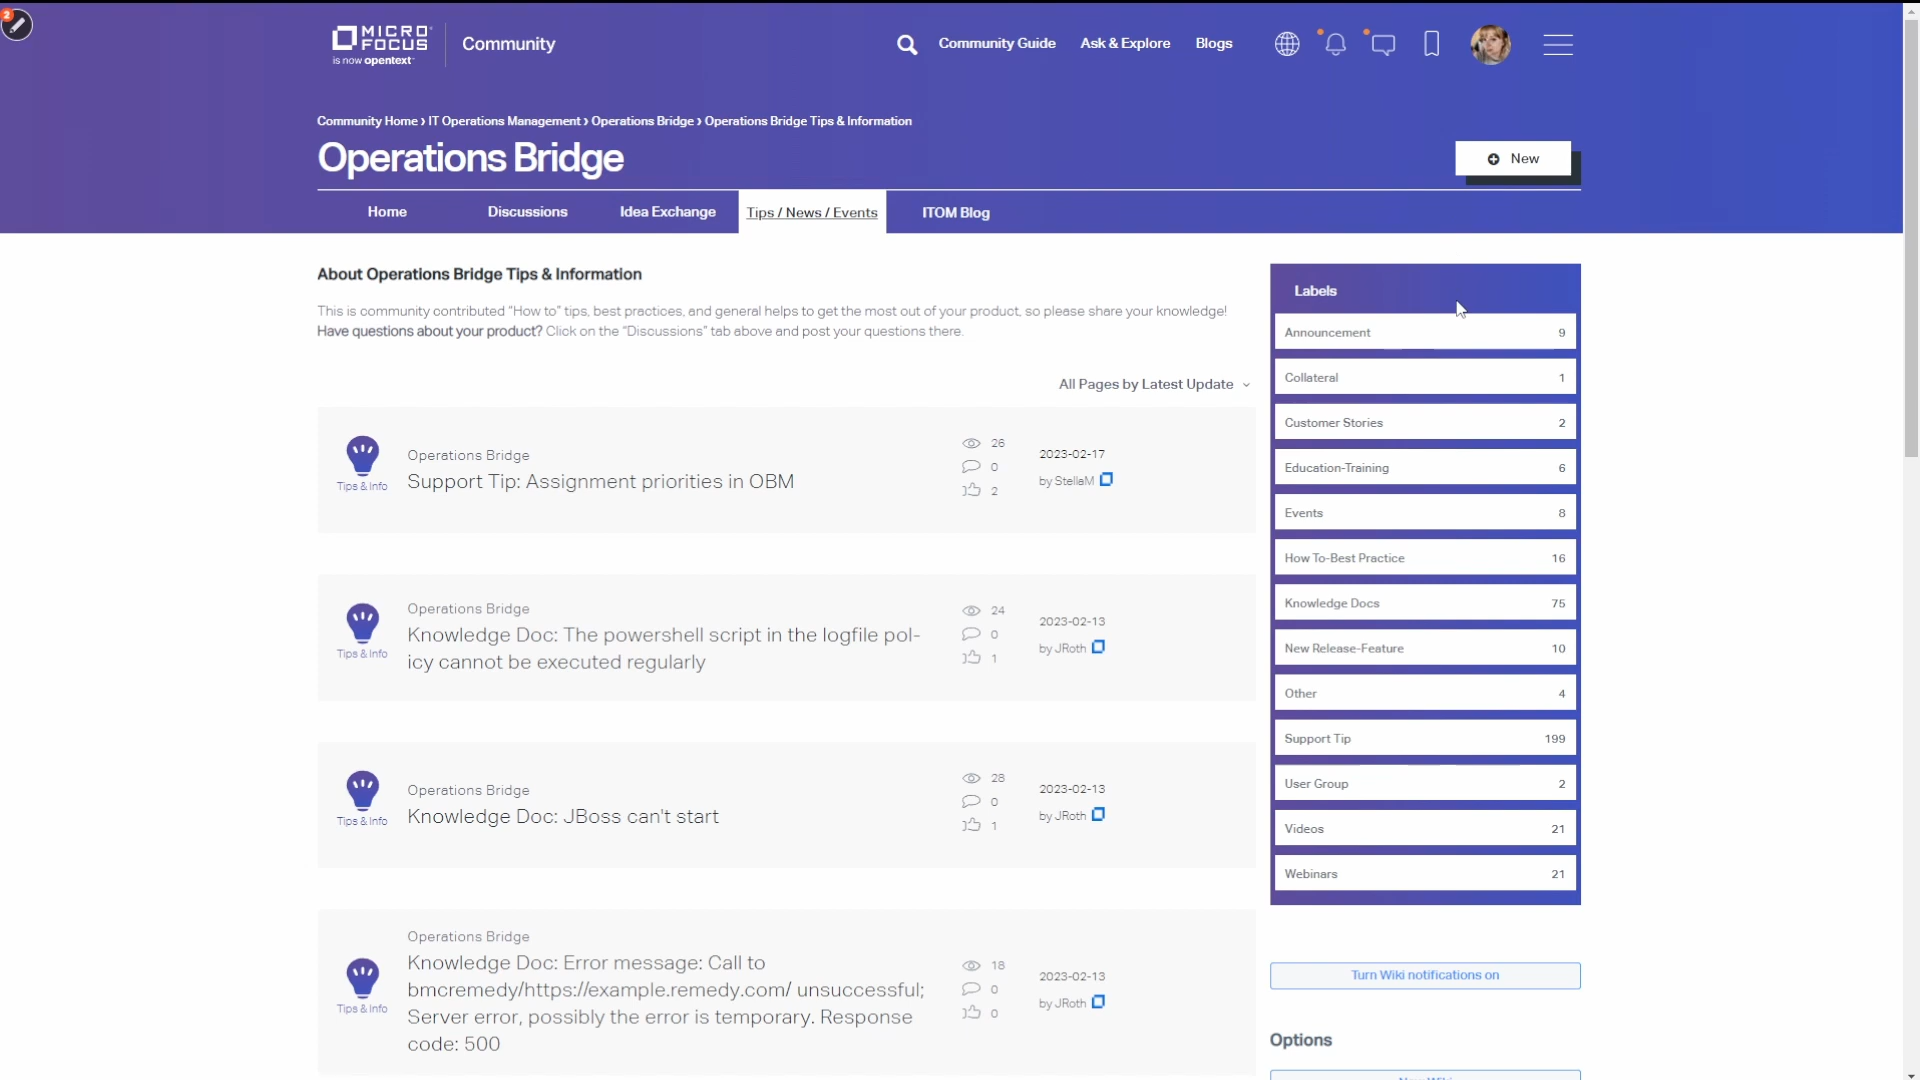 2
MICRO
FOCUS
is now opentext™
Community
Community Guide
Ask & Explore
Blogs
Community Home › IT Operations Management › Operations Bridge › Operations Bridge Tips & Information
Operations Bridge
New
Home
Discussions
Idea Exchange
Tips / News / Events
ITOM Blog
About Operations Bridge Tips & Information
This is community contributed "How to" tips, best practices, and general helps to get the most out of your product, so please share your knowledge!
Have questions about your product? Click on the "Discussions" tab above and post your questions there.
All Pages by Latest Update
Tips & Info
Operations Bridge
Support Tip: Assignment priorities in OBM
26
0
2
2023-02-17
by StellaM
Tips & Info
Operations Bridge
Knowledge Doc: The powershell script in the logfile pol-
icy cannot be executed regularly
24
0
1
2023-02-13
by JRoth
Tips & Info
Operations Bridge
Knowledge Doc: JBoss can't start
28
0
1
2023-02-13
by JRoth
Tips & Info
Operations Bridge
Knowledge Doc: Error message: Call to
bmcremedy/https://example.remedy.com/ unsuccessful;
Server error, possibly the error is temporary. Response
code: 500
18
0
0
2023-02-13
by JRoth
Labels
Announcement 9
Collateral 1
Customer Stories 2
Education-Training 6
Events 8
How To-Best Practice 16
Knowledge Docs 75
New Release-Feature 10
Other 4
Support Tip 199
User Group 2
Videos 21
Webinars 21
Turn Wiki notifications on
Options